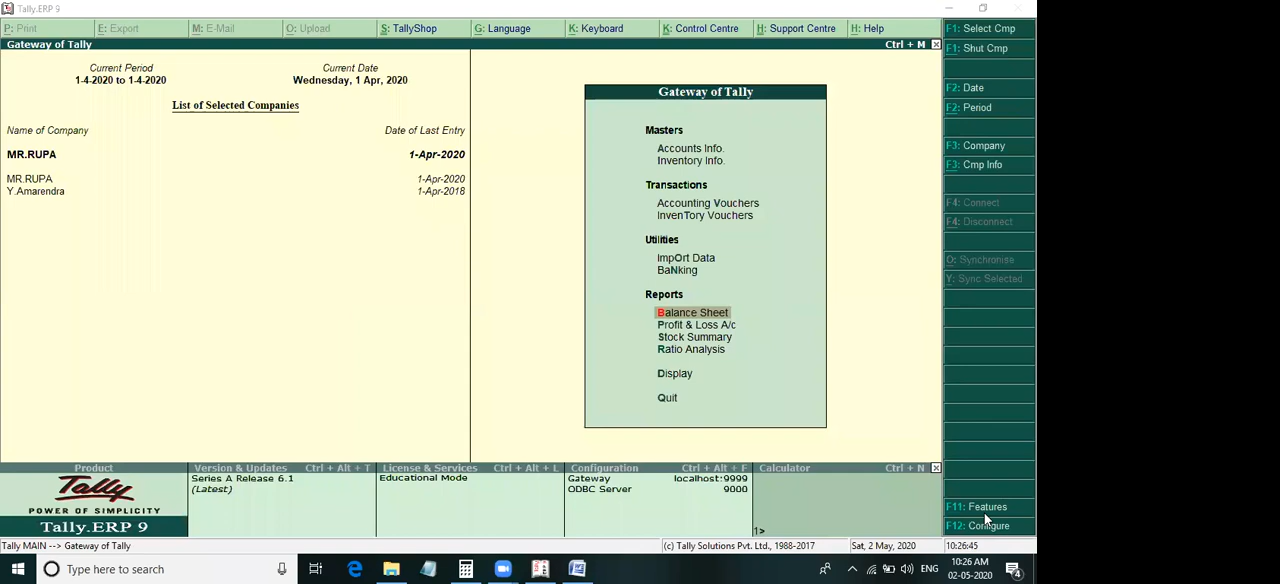 Tally.ERP 9
P: Print
E: Export
M: E-Mail
O: Upload
S: TallyShop
G: Language
K: Keyboard
K: Control Centre
H: Support Centre
H: Help
F1: Select Cmp
Gateway of Tally
Ctrl + M
F1: Shut Cmp
Current Period
Current Date
1-4-2020 to 1-4-2020
Wednesday, 1 Apr, 2020
List of Selected Companies
Name of Company
Date of Last Entry
MR.RUPA
1-Apr-2020
MR.RUPA
1-Apr-2020
Y.Amarendra
1-Apr-2018
Gateway of Tally
Masters
Accounts Info.
Inventory Info.
Transactions
Accounting Vouchers
InvenTory Vouchers
Utilities
ImpOrt Data
BaNking
Reports
Balance Sheet
Profit & Loss A/c
Stock Summary
Ratio Analysis
Display
Quit
F2: Date
F2: Period
F3: Company
F3: Cmp Info
F4: Connect
F4: Disconnect
O: Synchronise
Y: Sync Selected
F11: Features
F12: Configure
Product
Tally
POWER OF SIMPLICITY
Tally.ERP 9
Version & Updates Ctrl + Alt + T
Series A Release 6.1
(Latest)
License & Services Ctrl + Alt + L
Educational Mode
Configuration Ctrl + Alt + F
Gateway localhost:9999
ODBC Server 9000
Calculator Ctrl + N
1>
Tally MAIN --> Gateway of Tally
(c) Tally Solutions Pvt. Ltd., 1988-2017
Sat, 2 May, 2020
10:26:45
Type here to search
ENG
10:26 AM
02-05-2020
4